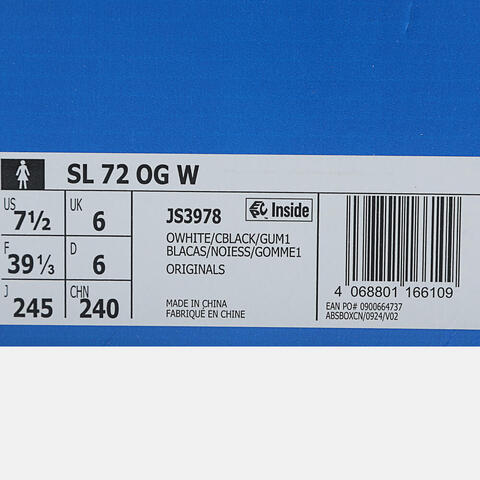 SL 72 OG W
US 7½ UK 6
F 39⅓ D 6
J 245 CHN 240
JS3978 Inside
OWHITE/CBLACK/GUM1
BLACAS/NOIESS/GOMME1
ORIGINALS
MADE IN CHINA
FABRIQUÉ EN CHINE
4 068801 166109
EAN PO# 0900664737
ABSBOXCN/0924/V02